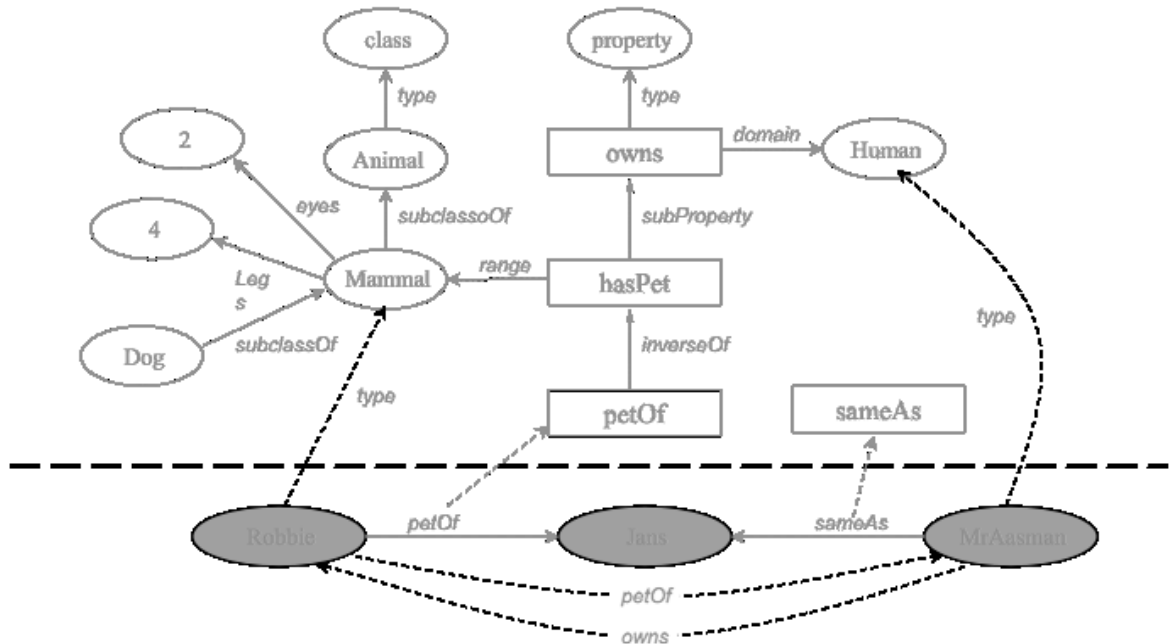 class
property
type
type
2
Animal
owns
domain
Human
eyes
subclassoOf
subProperty
4
Leg
s
Mammal
range
hasPet
type
Dog
subclassOf
inverseOf
type
petOf
sameAs
Robbie
petOf
Jans
sameAs
MrAasman
petOf
owns